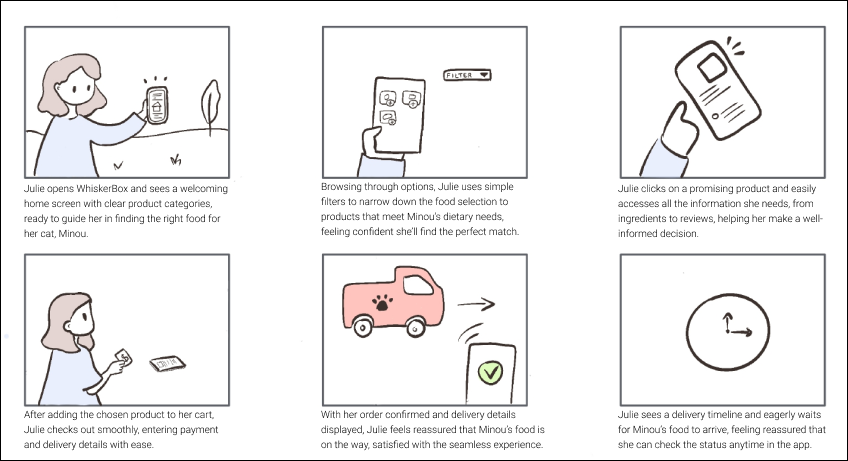 FILTER
Julie opens WhiskerBox and sees a welcoming
home screen with clear product categories,
ready to guide her in finding the right food for
her cat, Minou.
Browsing through options, Julie uses simple
filters to narrow down the food selection to
products that meet Minou's dietary needs,
feeling confident she'll find the perfect match.
Julie clicks on a promising product and easily
accesses all the information she needs, from
ingredients to reviews, helping her make a well-
informed decision.
After adding the chosen product to her cart,
Julie checks out smoothly, entering payment
and delivery details with ease.
With her order confirmed and delivery details
displayed, Julie feels reassured that Minou's food is
on the way, satisfied with the seamless experience.
Julie sees a delivery timeline and eagerly waits
for Minou's food to arrive, feeling reassured that
she can check the status anytime in the app.